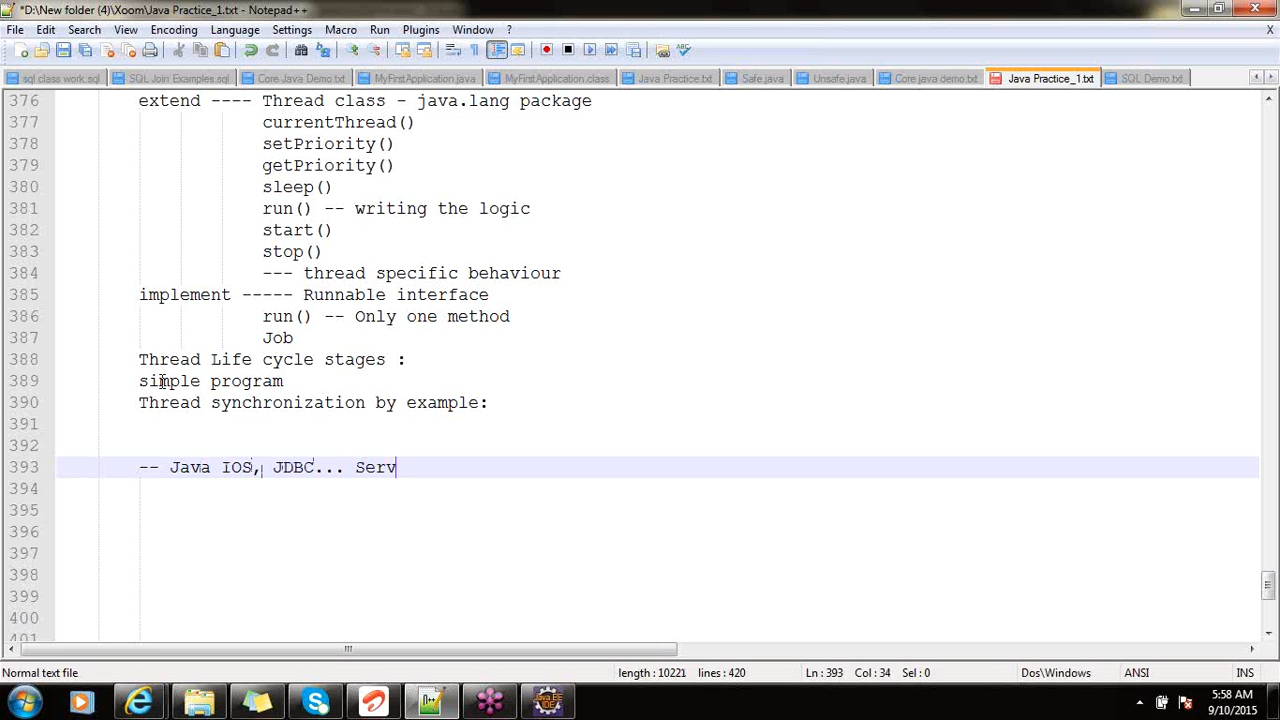 *D:\New folder (4)\Xoom\Java Practice_1.txt - Notepad++
File Edit Search View Encoding Language Settings Macro Run Plugins Window ? X
sql class work.sql SQL Join Examples.sql Core Java Demo.txt MyFirstApplication.java MyFirstApplication.class Java Practice.txt Safe.java Unsafe.java Core java demo.txt Java Practice_1.txt SQL Demo.txt
376 extend ---- Thread class - java.lang package
377 currentThread()
378 setPriority()
379 getPriority()
380 sleep()
381 run() -- writing the logic
382 start()
383 stop()
384 --- thread specific behaviour
385 implement ----- Runnable interface
386 run() -- Only one method
387 Job
388 Thread Life cycle stages :
389 simple program
390 Thread synchronization by example:
391
392
393 -- Java IOS, JDBC... Serv
394
395
396
397
398
399
400
401
Normal text file length : 10221 lines : 420 Ln : 393 Col : 34 Sel : 0 Dos\Windows ANSI INS
5:58 AM
9/10/2015